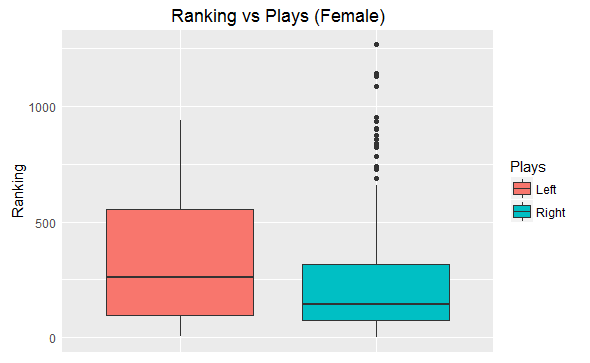 Ranking vs Plays (Female)
Ranking
1000
500
0
Plays
Left
Right